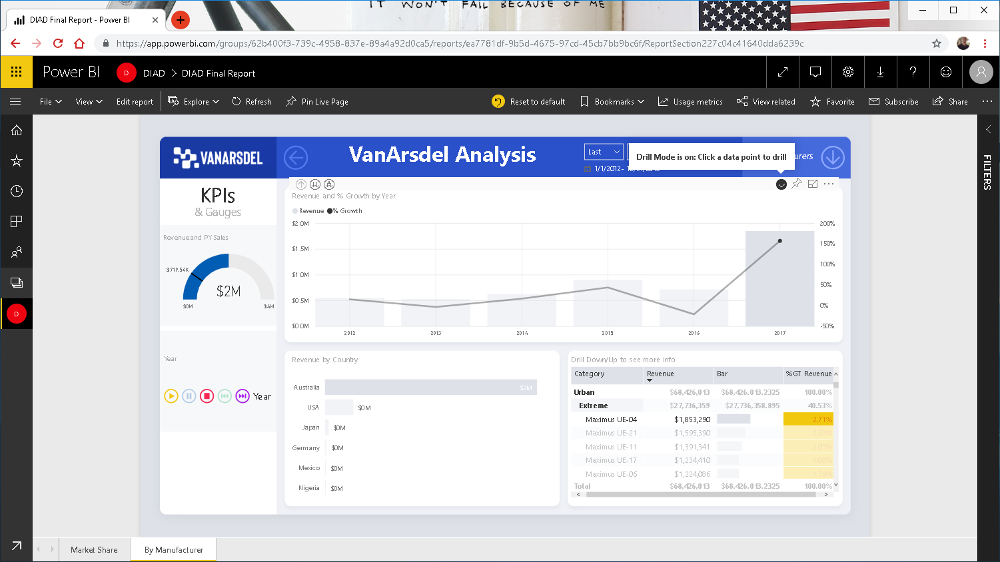 IT WON'T FAIL BECAUSE OF ME
DIAD Final Report - Power BI
https://app.powerbi.com/groups/62b400f3-739c-4958-837e-89a4a92d0ca5/reports/ea7781df-9b5d-4675-97cd-45cb7bb9bc6f/ReportSection227c04c41640dda6239c
Power BI D DIAD > DIAD Final Report
File View Edit report Explore Refresh Pin Live Page Reset to default Bookmarks Usage metrics View related Favorite Subscribe Share
VANARSDEL
VanArsdel Analysis
Last
Drill Mode is on: Click a data point to drill
urers
1/1/2012 -
FILTERS
KPIs
& Gauges
Revenue and % Growth by Year
Revenue % Growth
$2.0M 200%
$1.5M 150%
$1.0M 100%
50%
$0.5M 0%
$0.0M -50%
2012 2013 2014 2015 2016 2017
Revenue and PY Sales
$719.54K
$2M
$0M $4M
D
Year
Year
Revenue by Country
Australia $2M
USA $0M
Japan $0M
Germany $0M
Mexico $0M
Nigeria $0M
Drill Down/Up to see more info
Category Revenue Bar %GT Revenue
Urban $68,426,013 $68,426,013.2325 100.00%
Extreme $27,736,359 $27,736,358.895 40.53%
Maximus UE-04 $1,853,290 2.71%
Maximus UE-21 $1,595,390 2.33%
Maximus UE-11 $1,391,341 2.03%
Maximus UE-17 $1,234,410 1.80%
Maximus UE-06 $1,224,086 1.79%
Total $68,426,013 $68,426,013.2325 100.00%
Market Share By Manufacturer